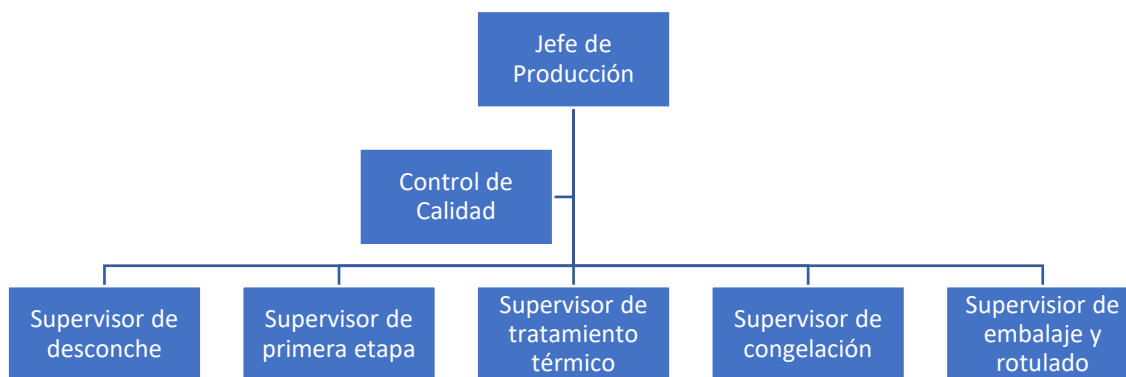 Jefe de
Producción
Control de
Calidad
Supervisor de
desconche
Supervisor de
primera etapa
Supervisor de
tratamiento
térmico
Supervisor de
congelación
Supervisior de
embalaje y
rotulado